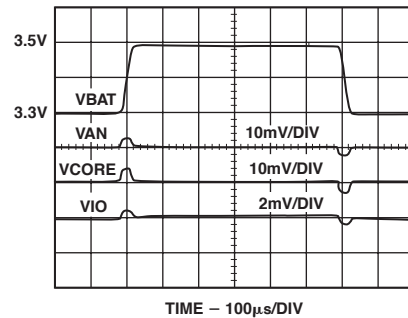 3.5V
VBAT
3.3V
VAN 10mV/DIV
VCORE 10mV/DIV
VIO 2mV/DIV
TIME – 100μs/DIV